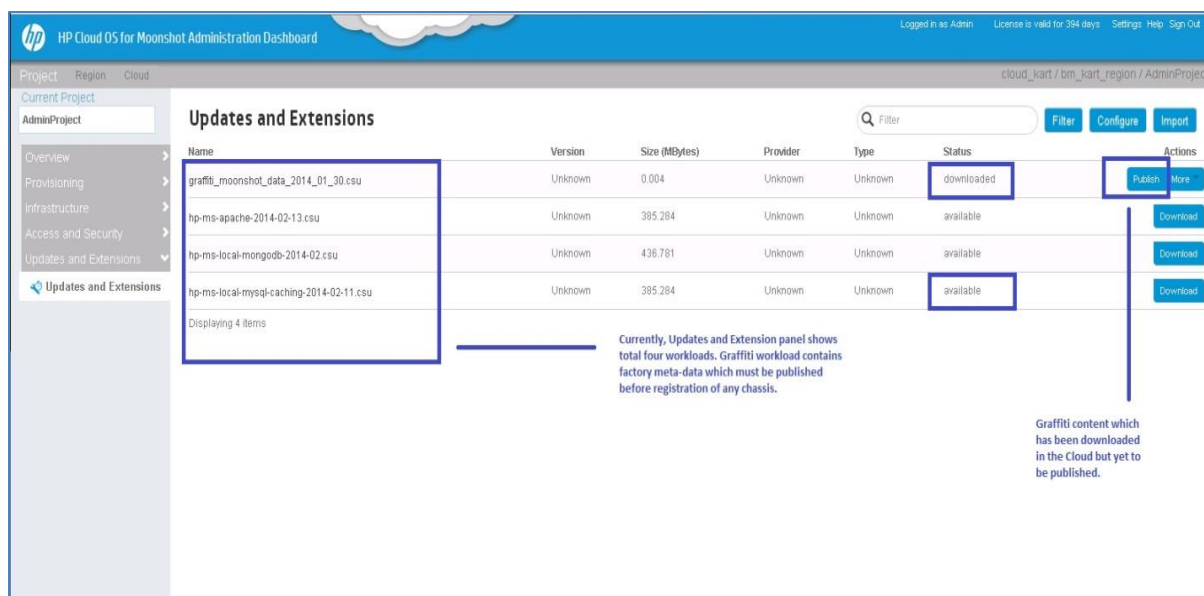 hp HP Cloud OS for Moonshot Administration Dashboard
Logged in as Admin License is valid for 394 days Settings Help Sign Out
Project Region Cloud
cloud_kart / bm_kart_region / AdminProjec
Current Project
AdminProject
Overview
Provisioning
Infrastructure
Access and Security
Updates and Extensions
Updates and Extensions
Updates and Extensions
Filter Filter Configure Import
Name Version Size (MBytes) Provider Type Status Actions
graffiti_moonshot_data_2014_01_30.csu Unknown 0.004 Unknown Unknown downloaded Publish More
hp-ms-apache-2014-02-13.csu Unknown 385.284 Unknown Unknown available Download
hp-ms-local-mongodb-2014-02.csu Unknown 436.781 Unknown Unknown available Download
hp-ms-local-mysql-caching-2014-02-11.csu Unknown 385.284 Unknown Unknown available Download
Displaying 4 items
Currently, Updates and Extension panel shows
total four workloads. Graffiti workload contains
factory meta-data which must be published
before registration of any chassis.
Graffiti content which
has been downloaded
in the Cloud but yet to
be published.